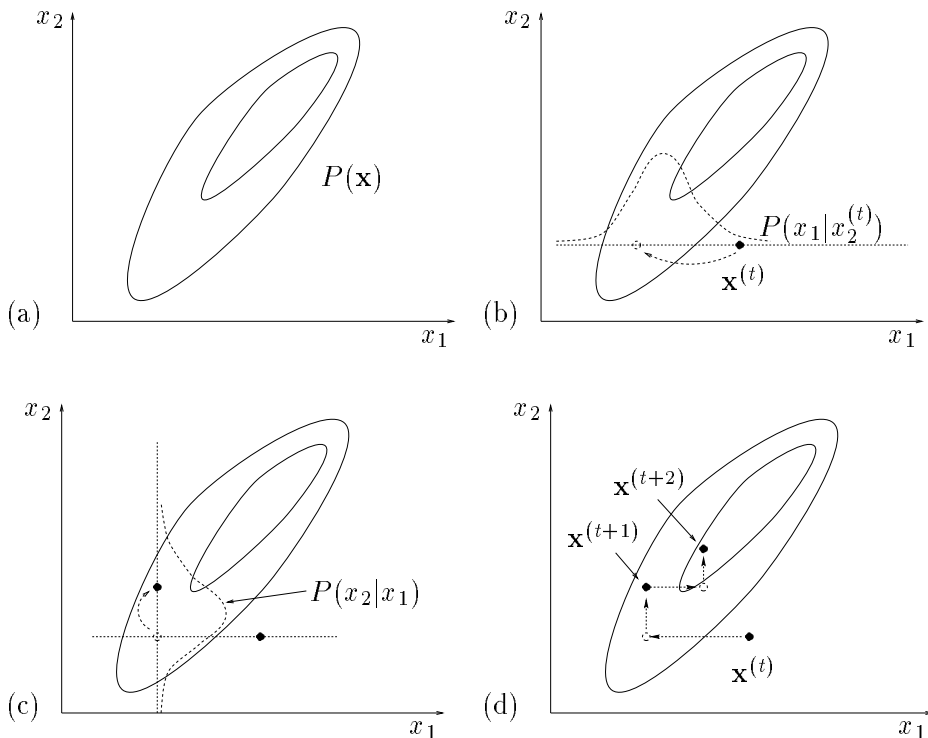 x₂
P(𝐱)
(a)
x₁
x₂
P(x₁|x₂⁽ᵗ⁾)
𝐱⁽ᵗ⁾
(b)
x₁
x₂
P(x₂|x₁)
(c)
x₁
x₂
𝐱⁽ᵗ⁺²⁾
𝐱⁽ᵗ⁺¹⁾
𝐱⁽ᵗ⁾
(d)
x₁